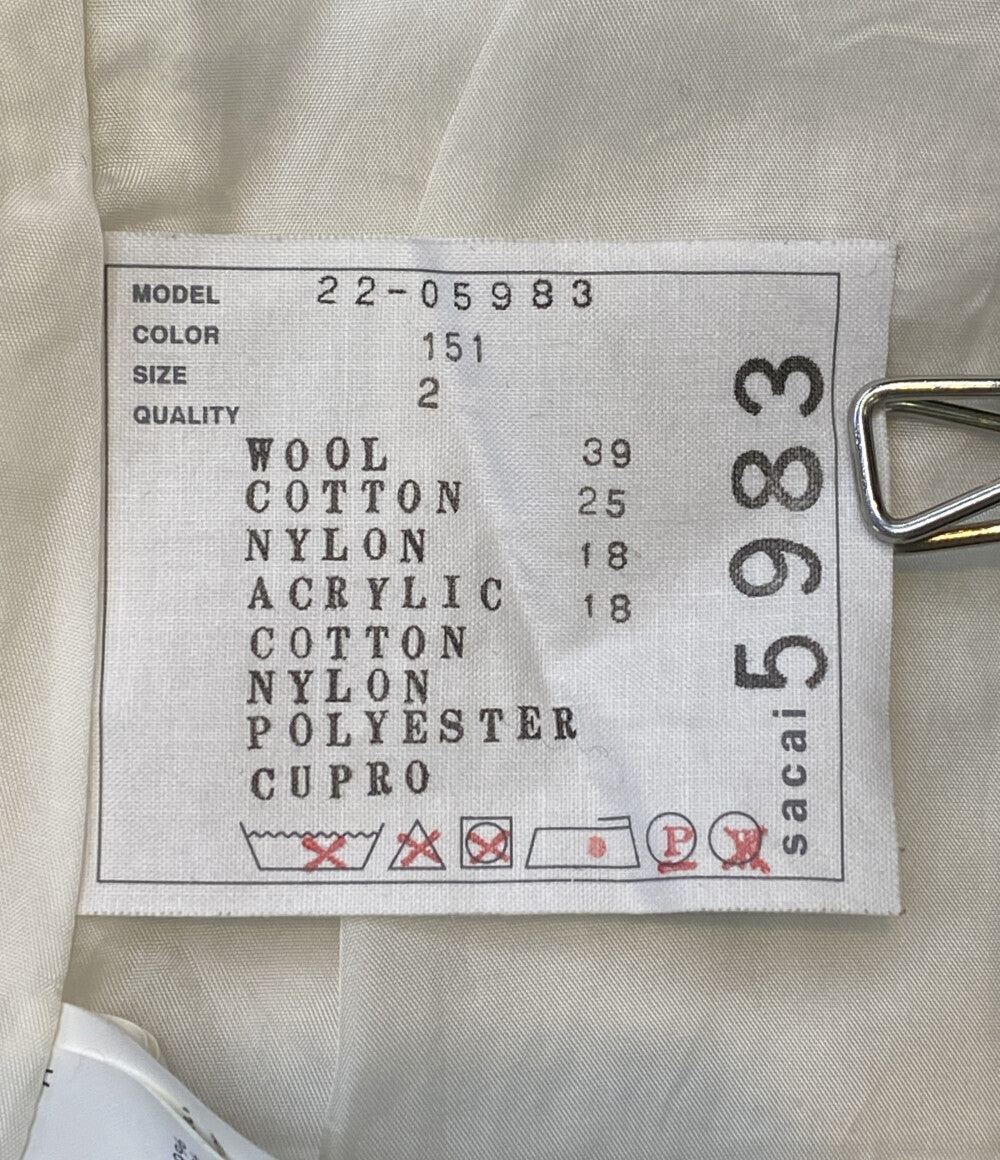 MODEL 22-05983
COLOR 151
SIZE 2
QUALITY
WOOL 39
COTTON 25
NYLON 18
ACRYLIC 18
COTTON
NYLON
POLYESTER
CUPRO
P
W
sacai 5983